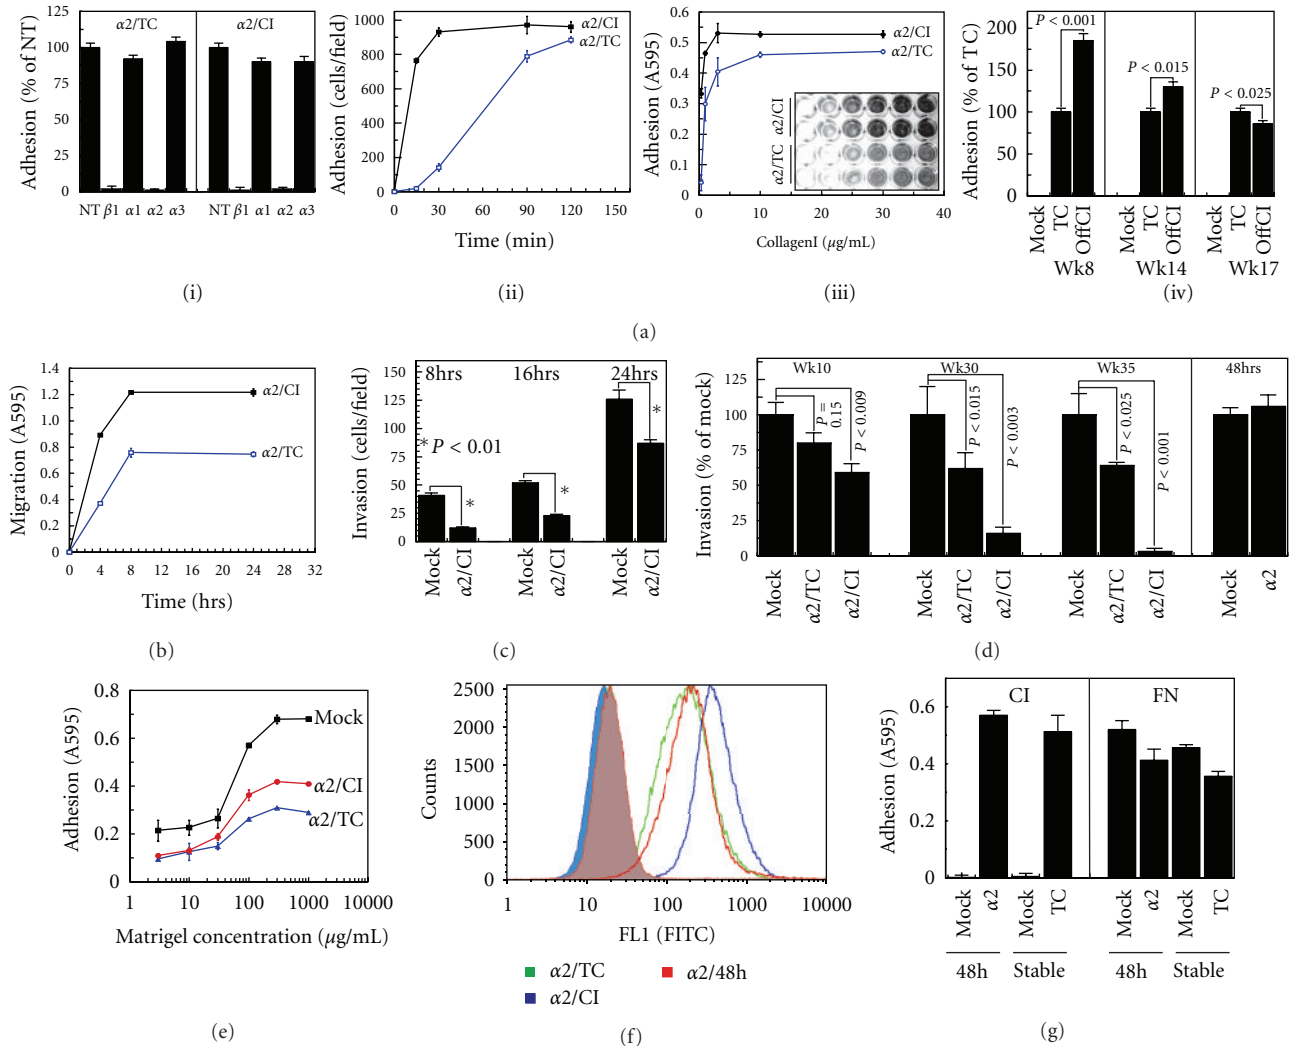 α2/TC α2/CI
125
100
75
50
25
0
Adhesion (% of NT)
NT β1 α1 α2 α3 NT β1 α1 α2 α3
(i)
1000
800
600
400
200
0
Adhesion (cells/field)
α2/CI
α2/TC
0 30 60 90 120 150
Time (min)
(ii)
0.6
0.5
0.4
0.3
0.2
0.1
0
Adhesion (A595)
α2/CI
α2/TC
α2/CI
α2/TC
0 10 20 30 40
CollagenI (μg/mL)
(iii)
200
150
100
50
0
Adhesion (% of TC)
P < 0.001
P < 0.015
P < 0.025
Mock TC OffCI Mock TC OffCI Mock TC OffCI
Wk8 Wk14 Wk17
(iv)
(a)
1.4
1.2
1
0.8
0.6
0.4
0.2
0
Migration (A595)
α2/CI
α2/TC
0 4 8 12 16 20 24 28 32
Time (hrs)
(b)
150
125
100
75
50
25
0
Invasion (cells/field)
8hrs 16hrs 24hrs
* P < 0.01
* * *
Mock α2/CI Mock α2/CI Mock α2/CI
(c)
125
100
75
50
25
0
Invasion (% of mock)
Wk10 Wk30 Wk35 48hrs
P = 0.15
P < 0.009
P < 0.015
P < 0.003
P < 0.025
P < 0.001
Mock α2/TC α2/CI Mock α2/TC α2/CI Mock α2/TC α2/CI Mock α2
(d)
0.8
0.6
0.4
0.2
0
Adhesion (A595)
Mock
α2/CI
α2/TC
1 10 100 1000 10000
Matrigel concentration (μg/mL)
(e)
2500
2000
1500
1000
500
0
Counts
1 10 100 1000 10000
FL1 (FITC)
α2/TC α2/48h
α2/CI
(f)
CI FN
0.6
0.4
0.2
0
Adhesion (A595)
Mock α2 Mock TC Mock α2 Mock TC
48h Stable 48h Stable
(g)